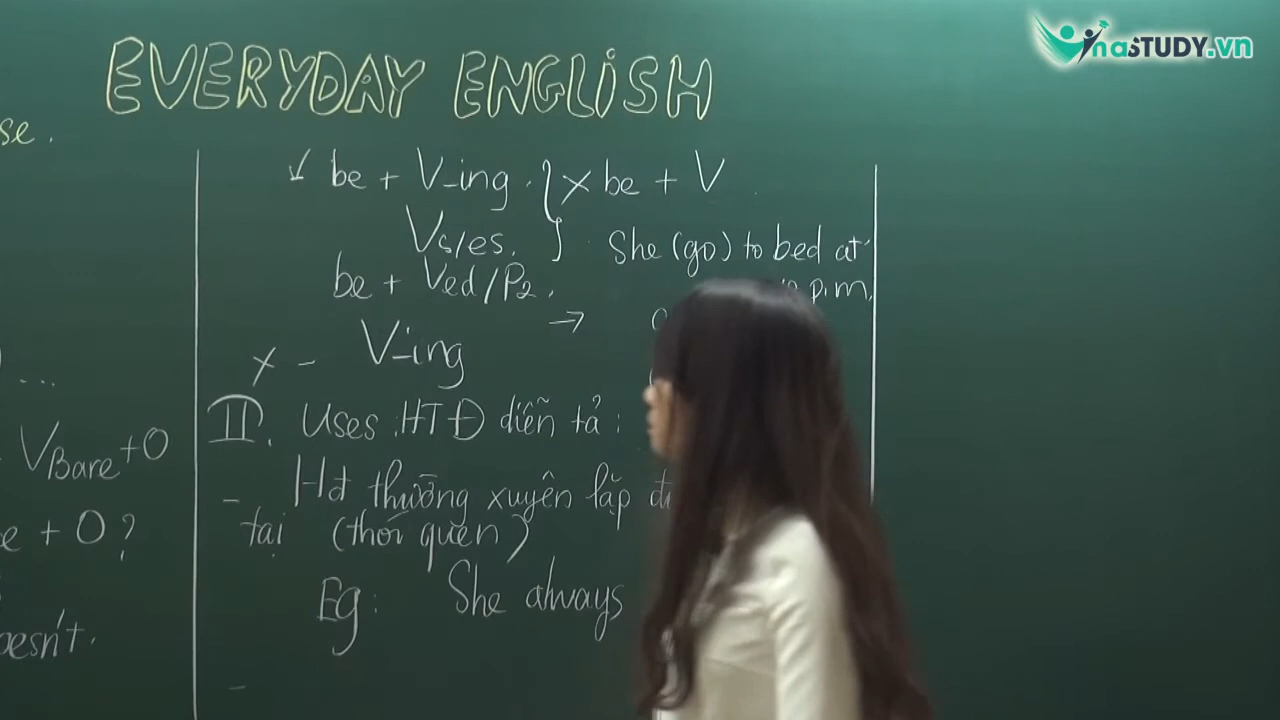 VinaSTUDY.vn
EVERYDAY ENGLISH
se.
...
VBare + O
e + O?
oesn't.
↙ be + V-ing. } × be + V
Vs/es.
be + Ved/P2.
× - V-ing
She (go) to bed at
p.m.
→
II. Uses: HTĐ diễn tả:
- Hđ thường xuyên lặp
tại (thói quen)
Eg: She always
-